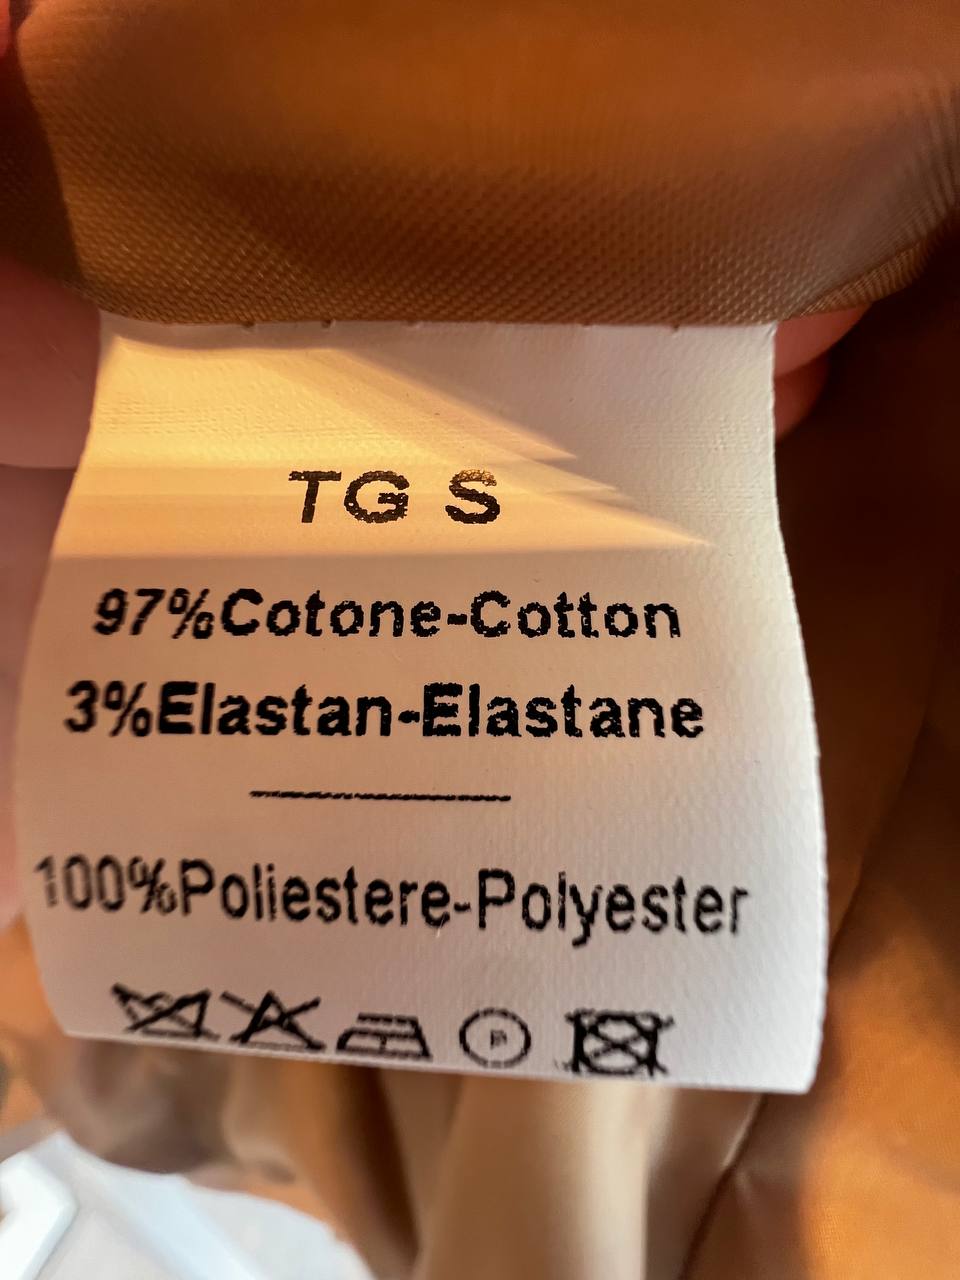 TG S
97%Cotone-Cotton
3%Elastan-Elastane
100%Poliestere-Polyester
P